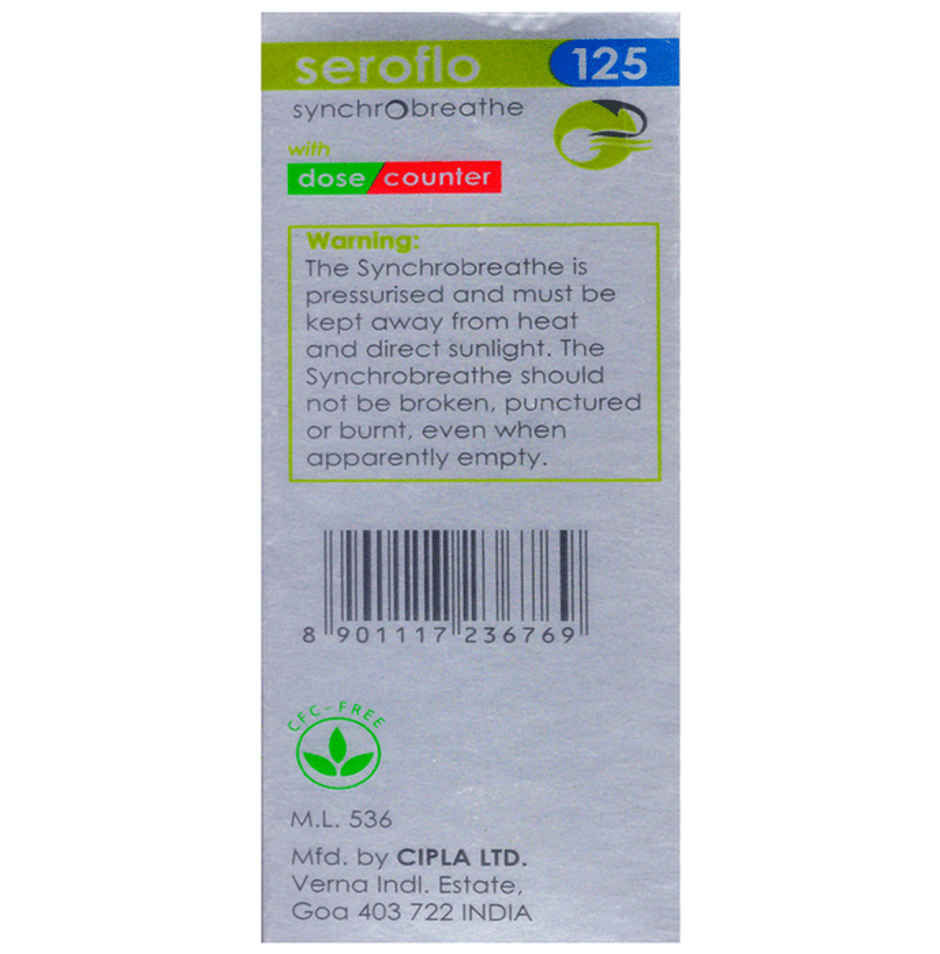 seroflo 125
synchrobreathe
with
dose/counter
Warning:
The Synchrobreathe is
pressurised and must be
kept away from heat
and direct sunlight. The
Synchrobreathe should
not be broken, punctured
or burnt, even when
apparently empty.
8 901117 236769
CFC-FREE
M.L. 536
Mfd. by CIPLA LTD.
Verna Indl. Estate,
Goa 403 722 INDIA